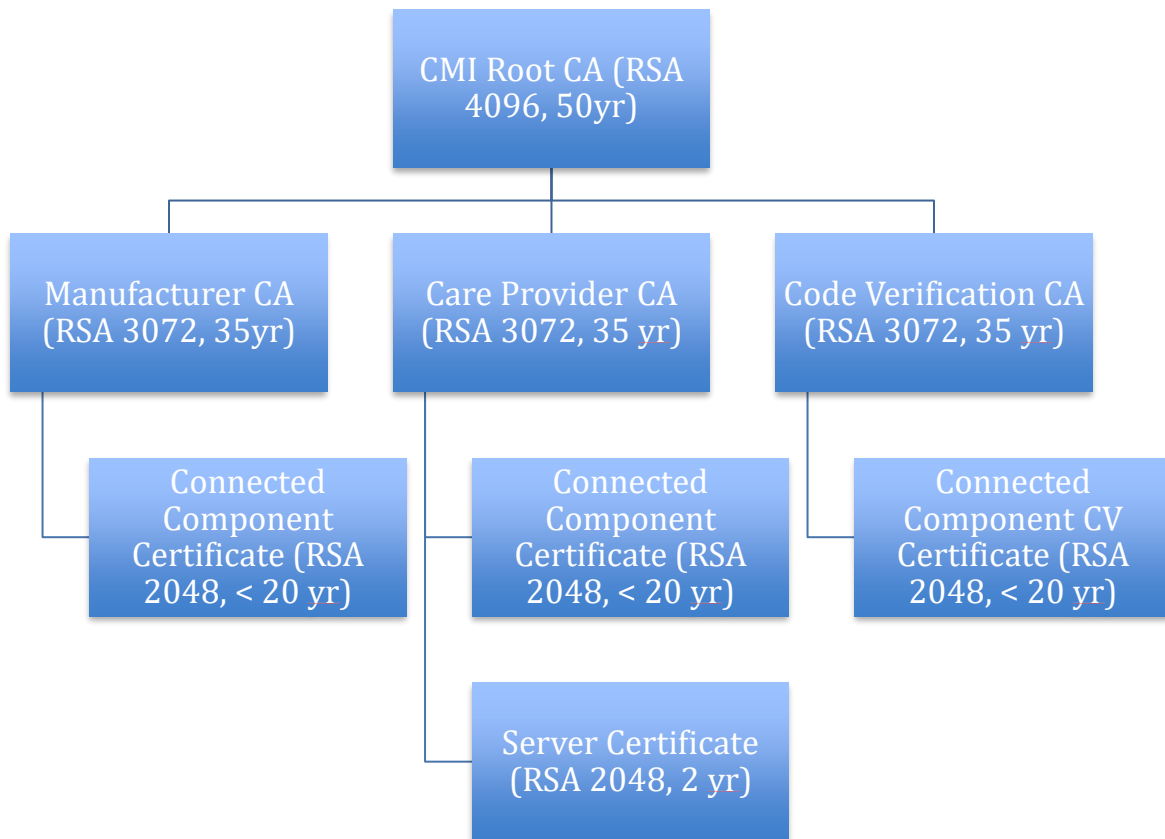 CMI Root CA (RSA
4096, 50yr)
Manufacturer CA
(RSA 3072, 35yr)
Care Provider CA
(RSA 3072, 35 yr)
Code Verification CA
(RSA 3072, 35 yr)
Connected
Component
Certificate (RSA
2048, < 20 yr)
Connected
Component
Certificate (RSA
2048, < 20 yr)
Connected
Component CV
Certificate (RSA
2048, < 20 yr)
Server Certificate
(RSA 2048, 2 yr)